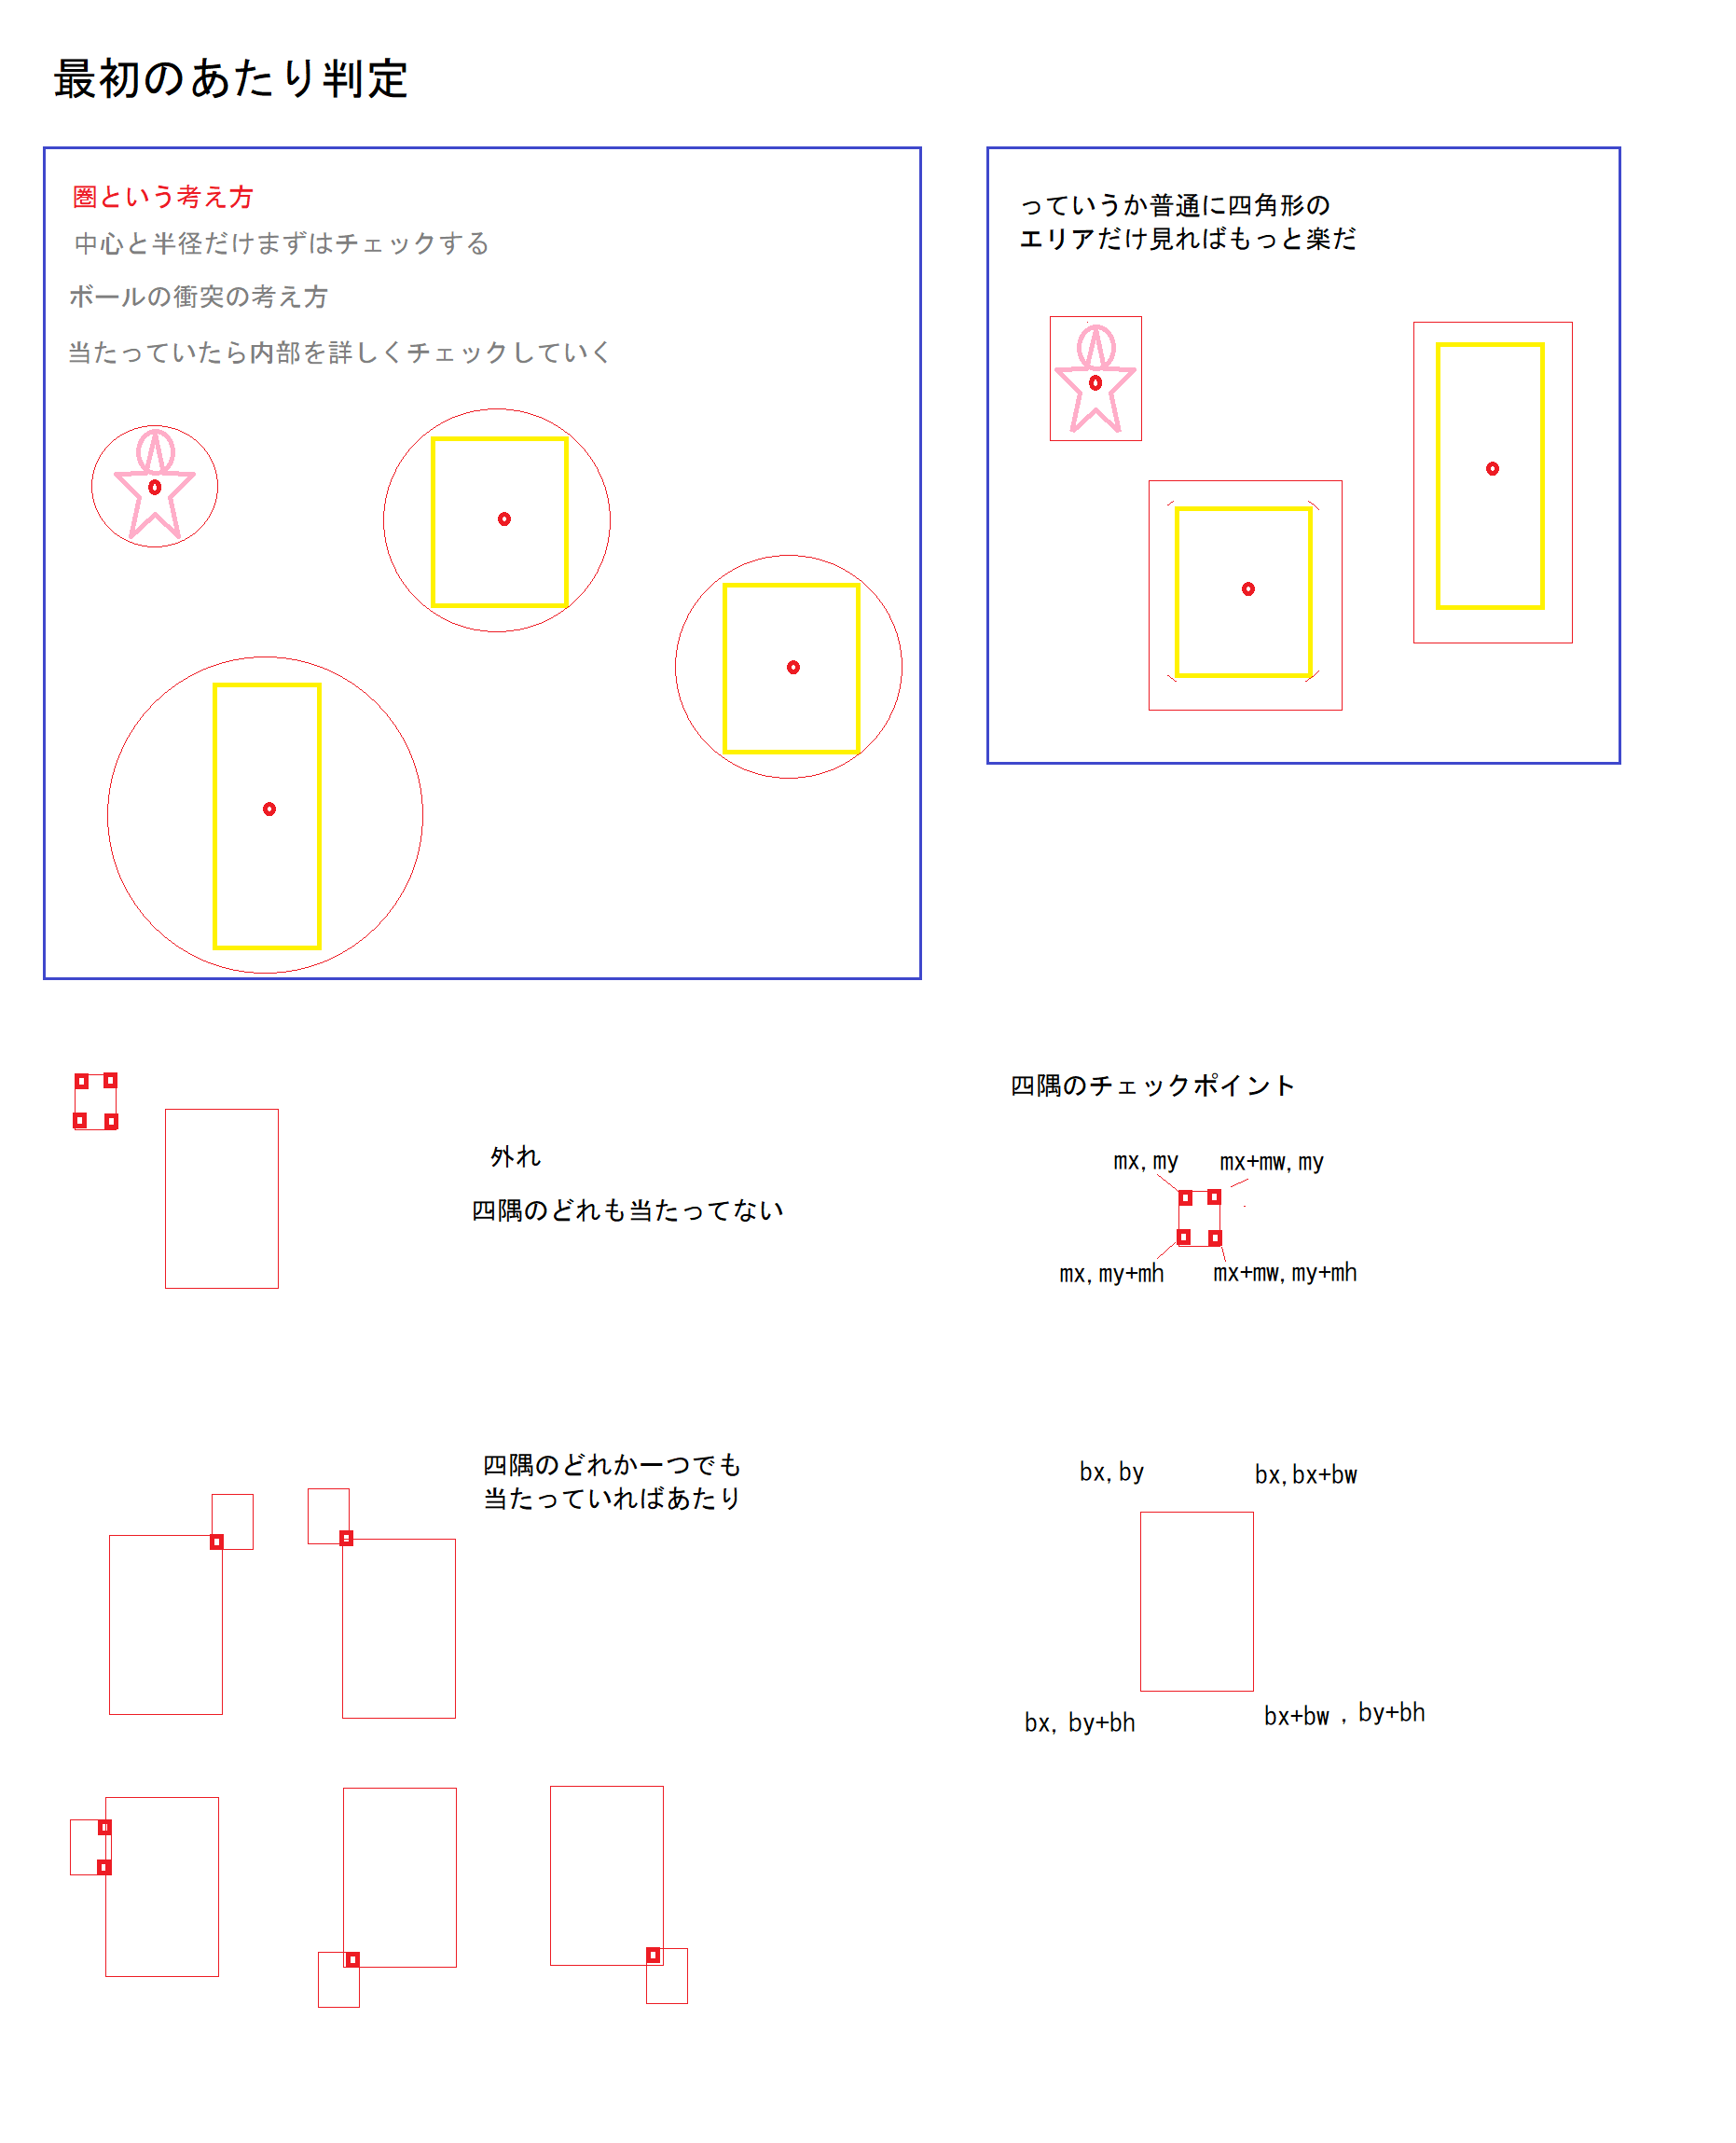 最初のあたり判定
圏という考え方
中心と半径だけまずはチェックする
ボールの衝突の考え方
当たっていたら内部を詳しくチェックしていく
っていうか普通に四角形の
エリアだけ見ればもっと楽だ
外れ
四隅のどれも当たってない
四隅のチェックポイント
mx,my
mx+mw,my
mx,my+mh
mx+mw,my+mh
四隅のどれか一つでも
当たっていればあたり
bx,by
bx,bx+bw
bx, by+bh
bx+bw , by+bh